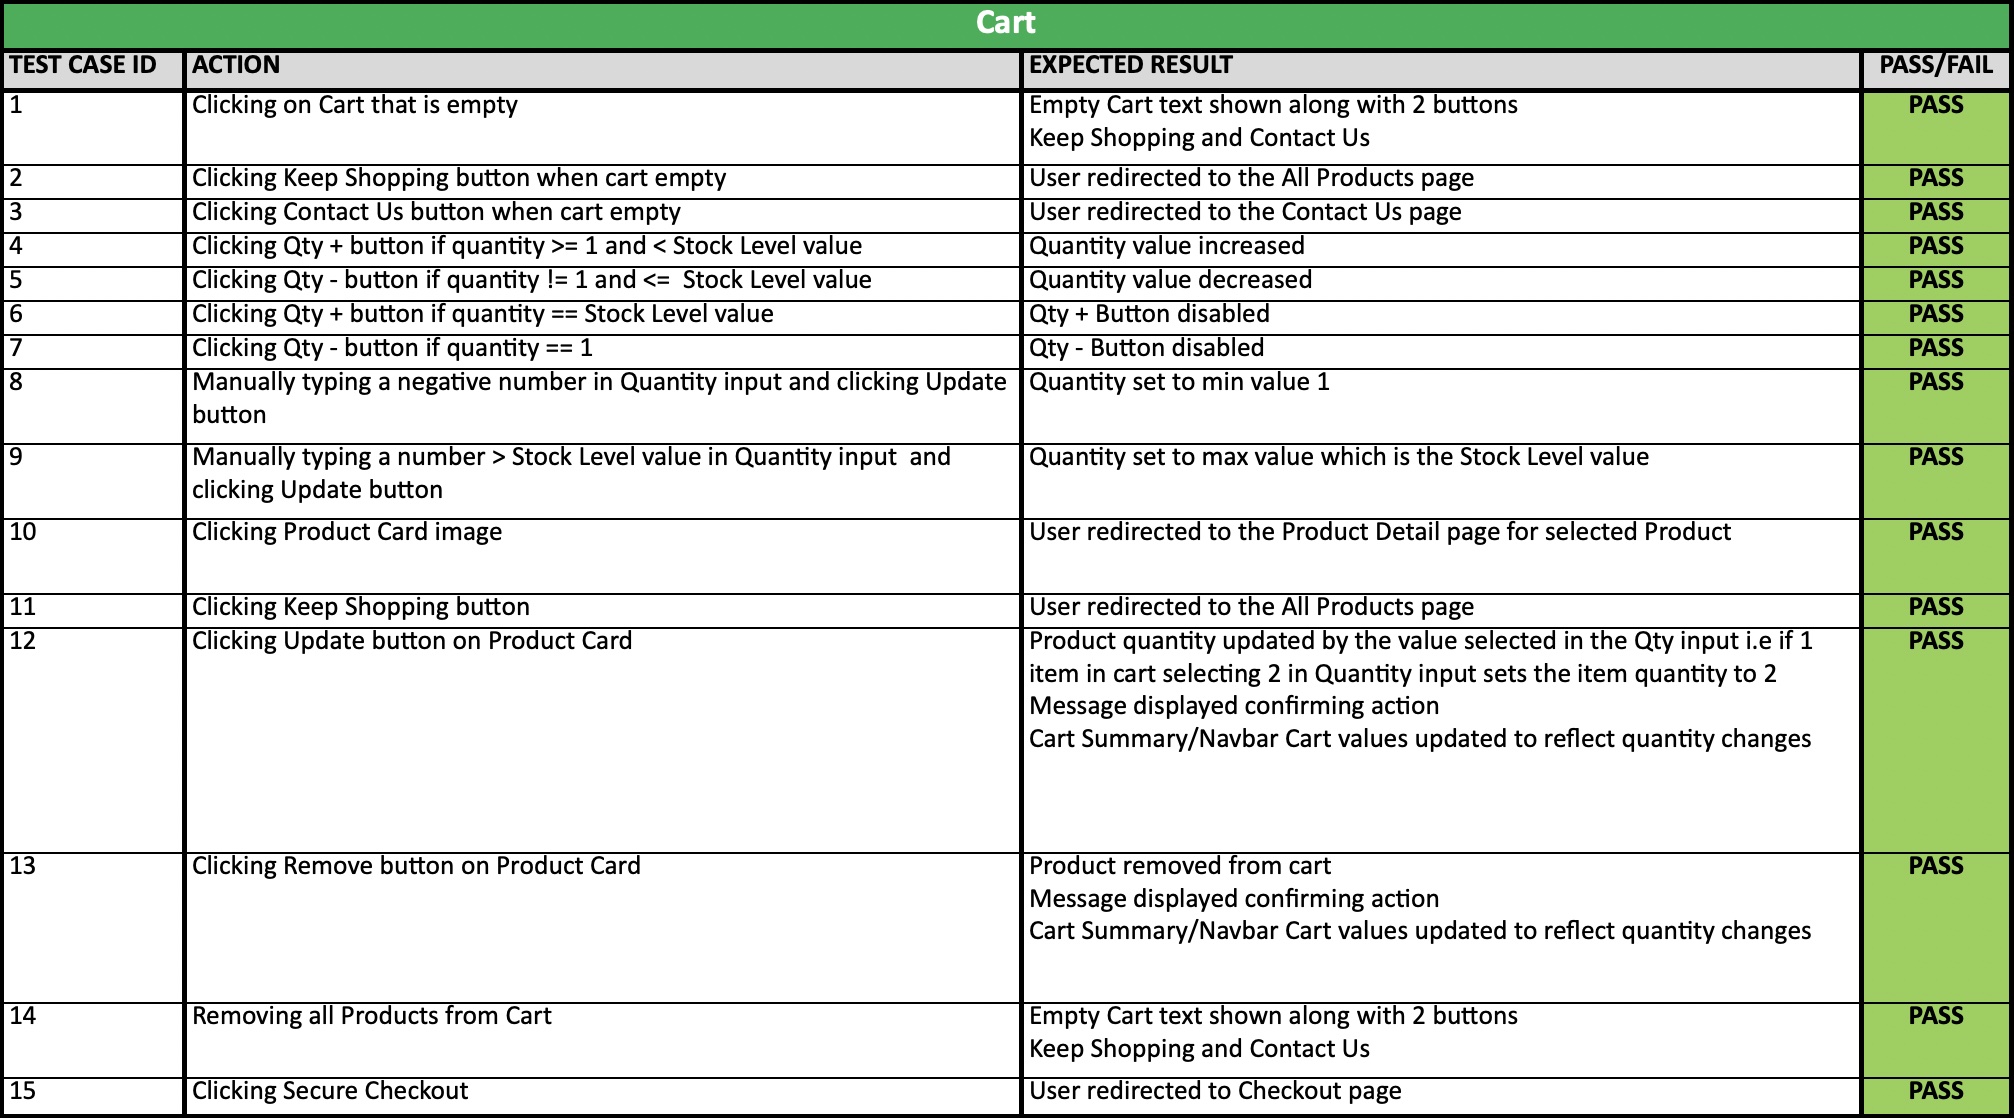 Cart
TEST CASE ID ACTION EXPECTED RESULT PASS/FAIL
1 Clicking on Cart that is empty Empty Cart text shown along with 2 buttons PASS
Keep Shopping and Contact Us
2 Clicking Keep Shopping button when cart empty User redirected to the All Products page PASS
3 Clicking Contact Us button when cart empty User redirected to the Contact Us page PASS
4 Clicking Qty + button if quantity >= 1 and < Stock Level value Quantity value increased PASS
5 Clicking Qty - button if quantity != 1 and <=  Stock Level value Quantity value decreased PASS
6 Clicking Qty + button if quantity == Stock Level value Qty + Button disabled PASS
7 Clicking Qty - button if quantity == 1 Qty - Button disabled PASS
8 Manually typing a negative number in Quantity input and clicking Update Quantity set to min value 1 PASS
button
9 Manually typing a number > Stock Level value in Quantity input  and Quantity set to max value which is the Stock Level value PASS
clicking Update button
10 Clicking Product Card image User redirected to the Product Detail page for selected Product PASS
11 Clicking Keep Shopping button User redirected to the All Products page PASS
12 Clicking Update button on Product Card Product quantity updated by the value selected in the Qty input i.e if 1 PASS
item in cart selecting 2 in Quantity input sets the item quantity to 2
Message displayed confirming action
Cart Summary/Navbar Cart values updated to reflect quantity changes
13 Clicking Remove button on Product Card Product removed from cart PASS
Message displayed confirming action
Cart Summary/Navbar Cart values updated to reflect quantity changes
14 Removing all Products from Cart Empty Cart text shown along with 2 buttons PASS
Keep Shopping and Contact Us
15 Clicking Secure Checkout User redirected to Checkout page PASS